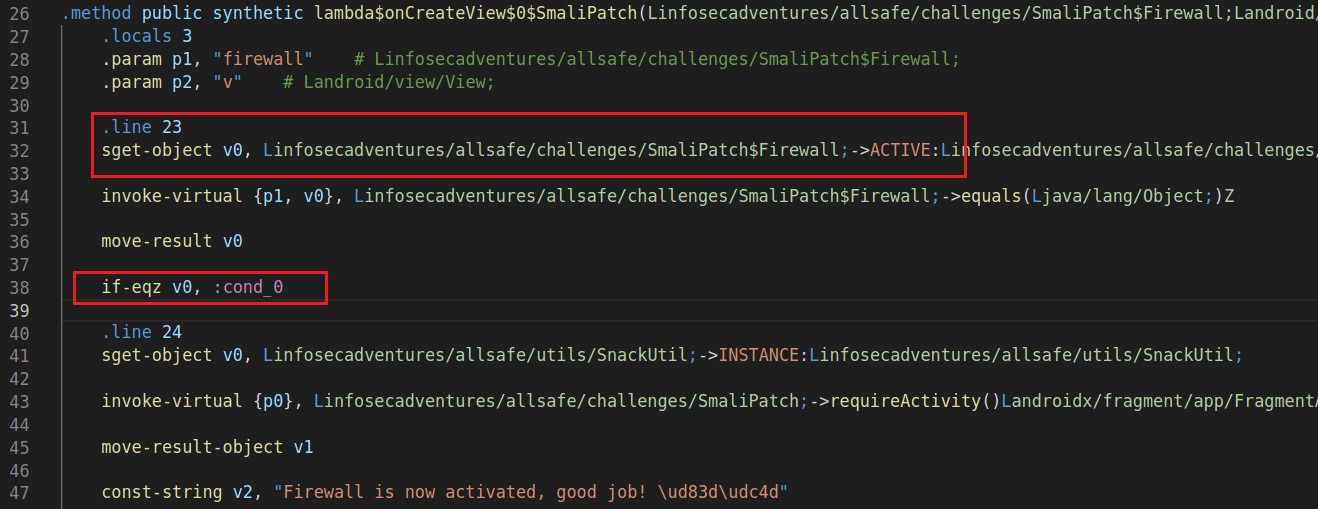 26 .method public synthetic lambda$onCreateView$0$SmaliPatch(Linfosecadventures/allsafe/challenges/SmaliPatch$Firewall;Landroid/
27 .locals 3
28 .param p1, "firewall" # Linfosecadventures/allsafe/challenges/SmaliPatch$Firewall;
29 .param p2, "v" # Landroid/view/View;
30
31 .line 23
32 sget-object v0, Linfosecadventures/allsafe/challenges/SmaliPatch$Firewall;->ACTIVE:Linfosecadventures/allsafe/challenges/
33
34 invoke-virtual {p1, v0}, Linfosecadventures/allsafe/challenges/SmaliPatch$Firewall;->equals(Ljava/lang/Object;)Z
35
36 move-result v0
37
38 if-eqz v0, :cond_0
39
40 .line 24
41 sget-object v0, Linfosecadventures/allsafe/utils/SnackUtil;->INSTANCE:Linfosecadventures/allsafe/utils/SnackUtil;
42
43 invoke-virtual {p0}, Linfosecadventures/allsafe/challenges/SmaliPatch;->requireActivity()Landroidx/fragment/app/Fragment
44
45 move-result-object v1
46
47 const-string v2, "Firewall is now activated, good job! \ud83d\udc4d"